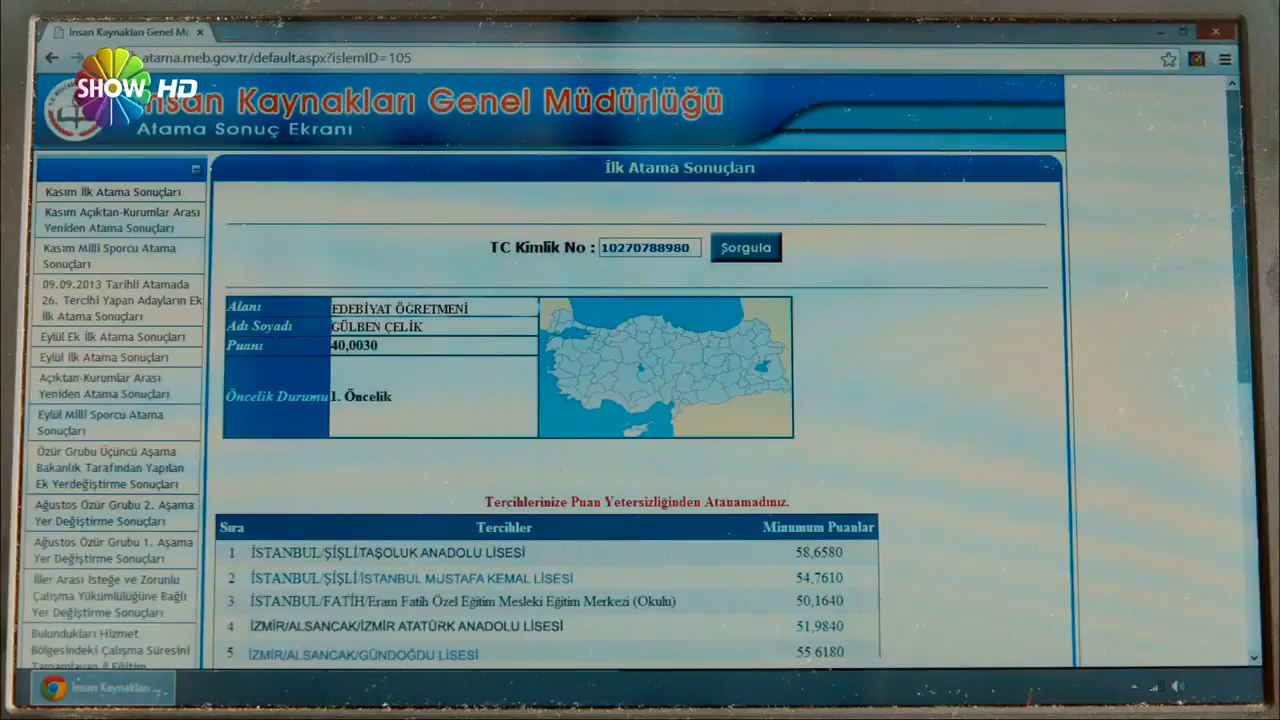 İnsan Kaynakları Genel Mü
atama.meb.gov.tr/default.aspx?islemID=105
SHOW HD
İnsan Kaynakları Genel Müdürlüğü
Atama Sonuç Ekranı
Kasım İlk Atama Sonuçları
Kasım Açıktan-Kurumlar Arası
Yeniden Atama Sonuçları
Kasım Milli Sporcu Atama
Sonuçları
09.09.2013 Tarihli Atamada
26. Tercihi Yapan Adayların Ek
İlk Atama Sonuçları
Eylül Ek İlk Atama Sonuçları
Eylül İlk Atama Sonuçları
Açıktan-Kurumlar Arası
Yeniden Atama Sonuçları
Eylül Milli Sporcu Atama
Sonuçları
Özür Grubu Üçüncü Aşama
Bakanlık Tarafından Yapılan
Ek Yerdeğiştirme Sonuçları
Ağustos Özür Grubu 2. Aşama
Yer Değiştirme Sonuçları
Ağustos Özür Grubu 1. Aşama
Yer Değiştirme Sonuçları
İller Arası İsteğe ve Zorunlu
Çalışma Yükümlülüğüne Bağlı
Yer Değiştirme Sonuçları
Bulundukları Hizmet
Bölgesindeki Çalışma Süresini
Tamamlayan İl Eğitim
İlk Atama Sonuçları
TC Kimlik No : 10270788980 Sorgula
Alanı EDEBİYAT ÖĞRETMENİ
Adı Soyadı GÜLBEN ÇELİK
Puanı 40,0030
Öncelik Durumu 1. Öncelik
Tercihlerinize Puan Yetersizliğinden Atanamadınız.
Sıra Tercihler Minumum Puanlar
1 İSTANBUL/ŞİŞLİ/TAŞOLUK ANADOLU LİSESİ 58,6580
2 İSTANBUL/ŞİŞLİ/İSTANBUL MUSTAFA KEMAL LİSESİ 54,7610
3 İSTANBUL/FATİH/Eram Fatih Özel Eğitim Mesleki Eğitim Merkezi (Okulu) 50,1640
4 İZMİR/ALSANCAK/İZMİR ATATÜRK ANADOLU LİSESİ 51,9840
5 İZMİR/ALSANCAK/GÜNDOĞDU LİSESİ 55 6180
İnsan Kaynakları ...